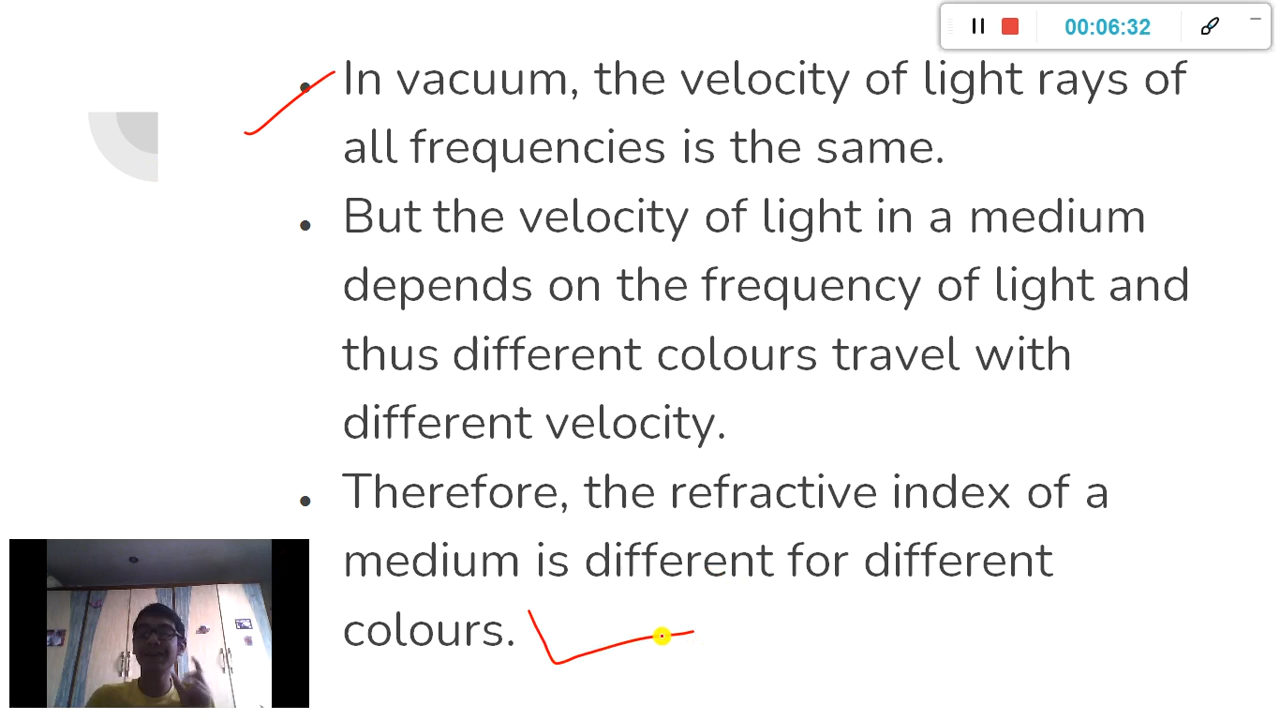 00:06:32
• In vacuum, the velocity of light rays of
all frequencies is the same.
• But the velocity of light in a medium
depends on the frequency of light and
thus different colours travel with
different velocity.
• Therefore, the refractive index of a
medium is different for different
colours.